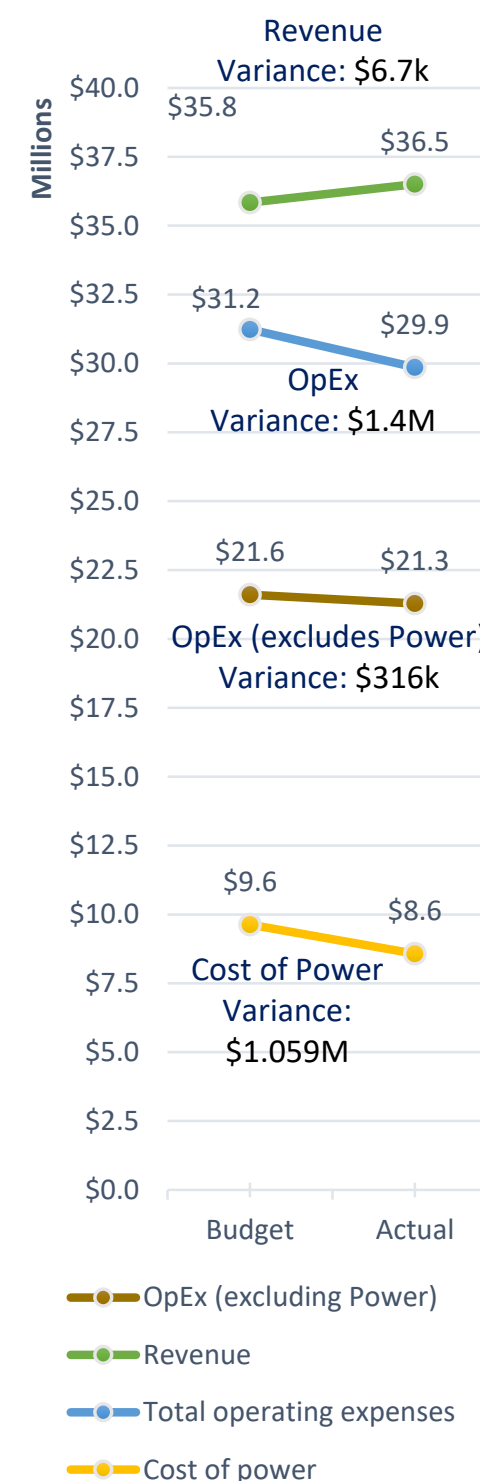 Revenue
Variance: $6.7k
Millions
$40.0
$35.8
$36.5
$37.5
$35.0
$32.5
$31.2
$29.9
$30.0
OpEx
Variance: $1.4M
$27.5
$25.0
$22.5
$21.6
$21.3
$20.0
OpEx (excludes Power)
Variance: $316k
$17.5
$15.0
$12.5
$9.6
$8.6
$10.0
Cost of Power
Variance:
$1.059M
$7.5
$5.0
$2.5
$0.0
Budget
Actual
OpEx (excluding Power)
Revenue
Total operating expenses
Cost of power